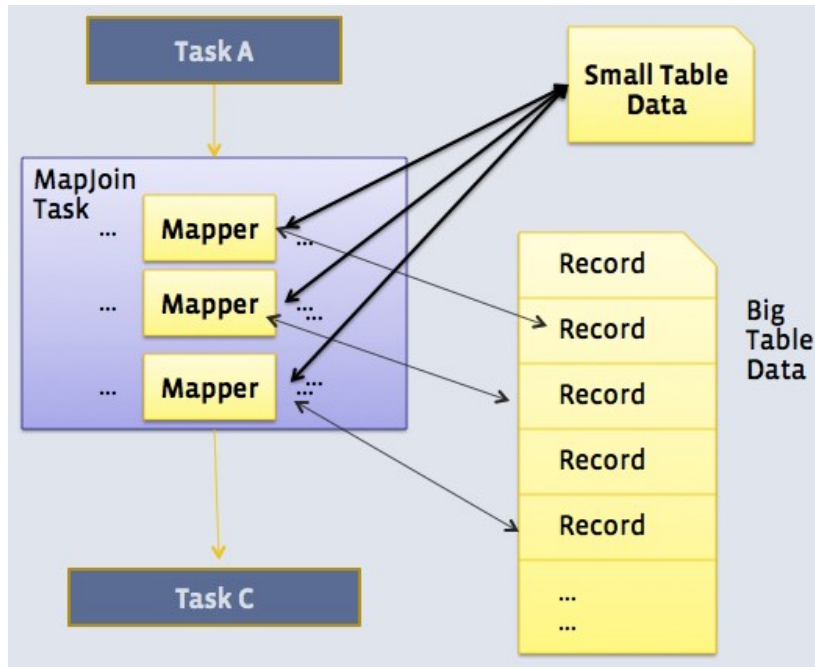 Task A
Small Table
Data
MapJoin
Task
... Mapper ...
... Mapper ...
...
... Mapper ...
...
Task C
Record
Record
Record
Record
Record
...
...
Big
Table
Data